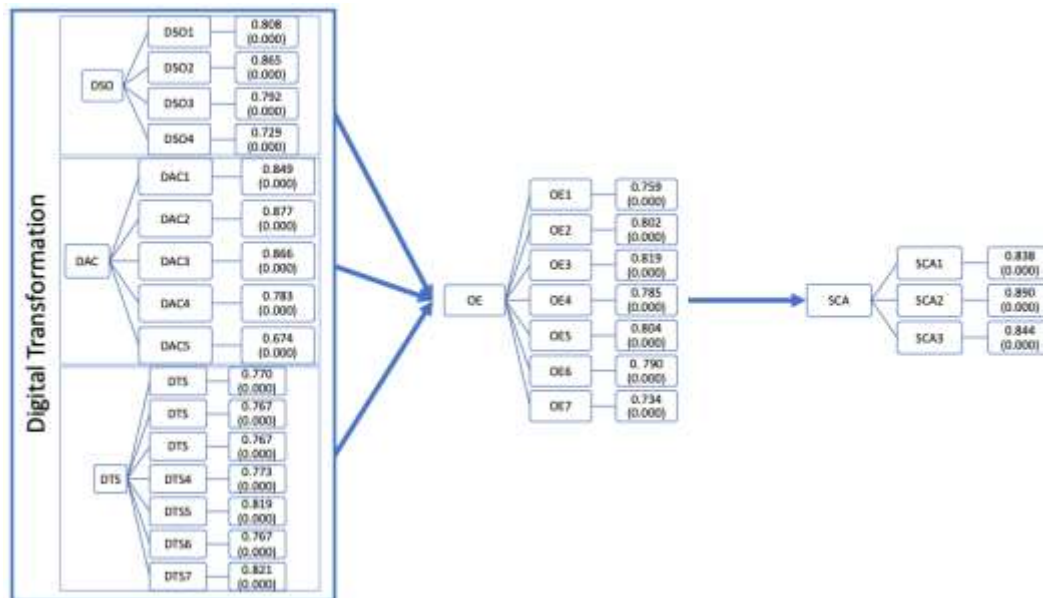 Digital Transformation
DSO
DSO1
0.808
(0.000)
DSO2
0.865
(0.000)
DSO3
0.792
(0.000)
DSO4
0.729
(0.000)
DAC
DAC1
0.849
(0.000)
DAC2
0.877
(0.000)
DAC3
0.866
(0.000)
DAC4
0.783
(0.000)
DAC5
0.674
(0.000)
DTS
DTS
0.770
(0.000)
DTS
0.767
(0.000)
DTS
0.767
(0.000)
DTS4
0.773
(0.000)
DTS5
0.819
(0.000)
DTS6
0.767
(0.000)
DTS7
0.821
(0.000)
OE
OE1
0.759
(0.000)
OE2
0.802
(0.000)
OE3
0.819
(0.000)
OE4
0.785
(0.000)
OE5
0.804
(0.000)
OE6
0. 790
(0.000)
OE7
0.734
(0.000)
SCA
SCA1
0.838
(0.000)
SCA2
0.890
(0.000)
SCA3
0.844
(0.000)